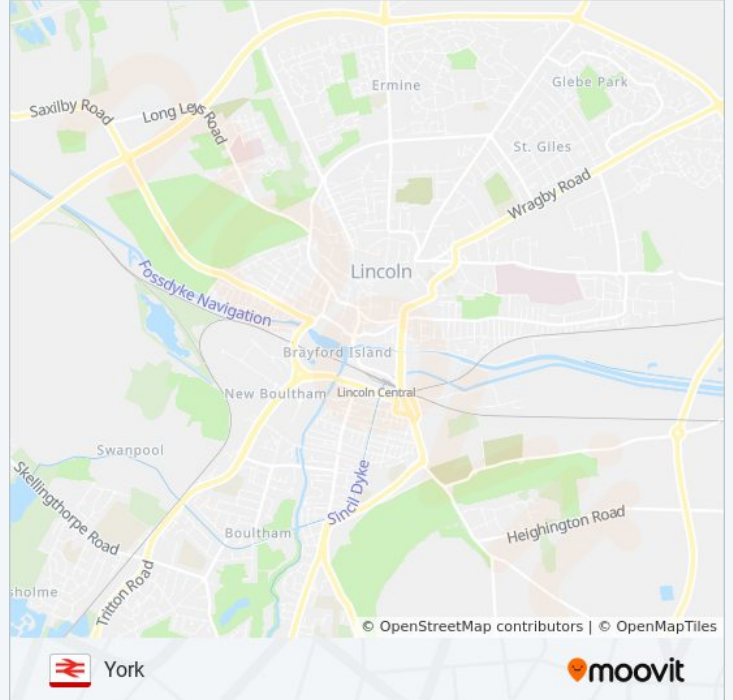 Ermine
Glebe Park
Saxilby Road
Long Leys Road
St. Giles
Wragby Road
Lincoln
Fossdyke Navigation
Brayford Island
New Boultham
Lincoln Central
Swanpool
Skellingthorpe Road
Sincil Dyke
Heighington Road
Boultham
sholme
Tritton Road
© OpenStreetMap contributors | © OpenMapTiles
York
moovit